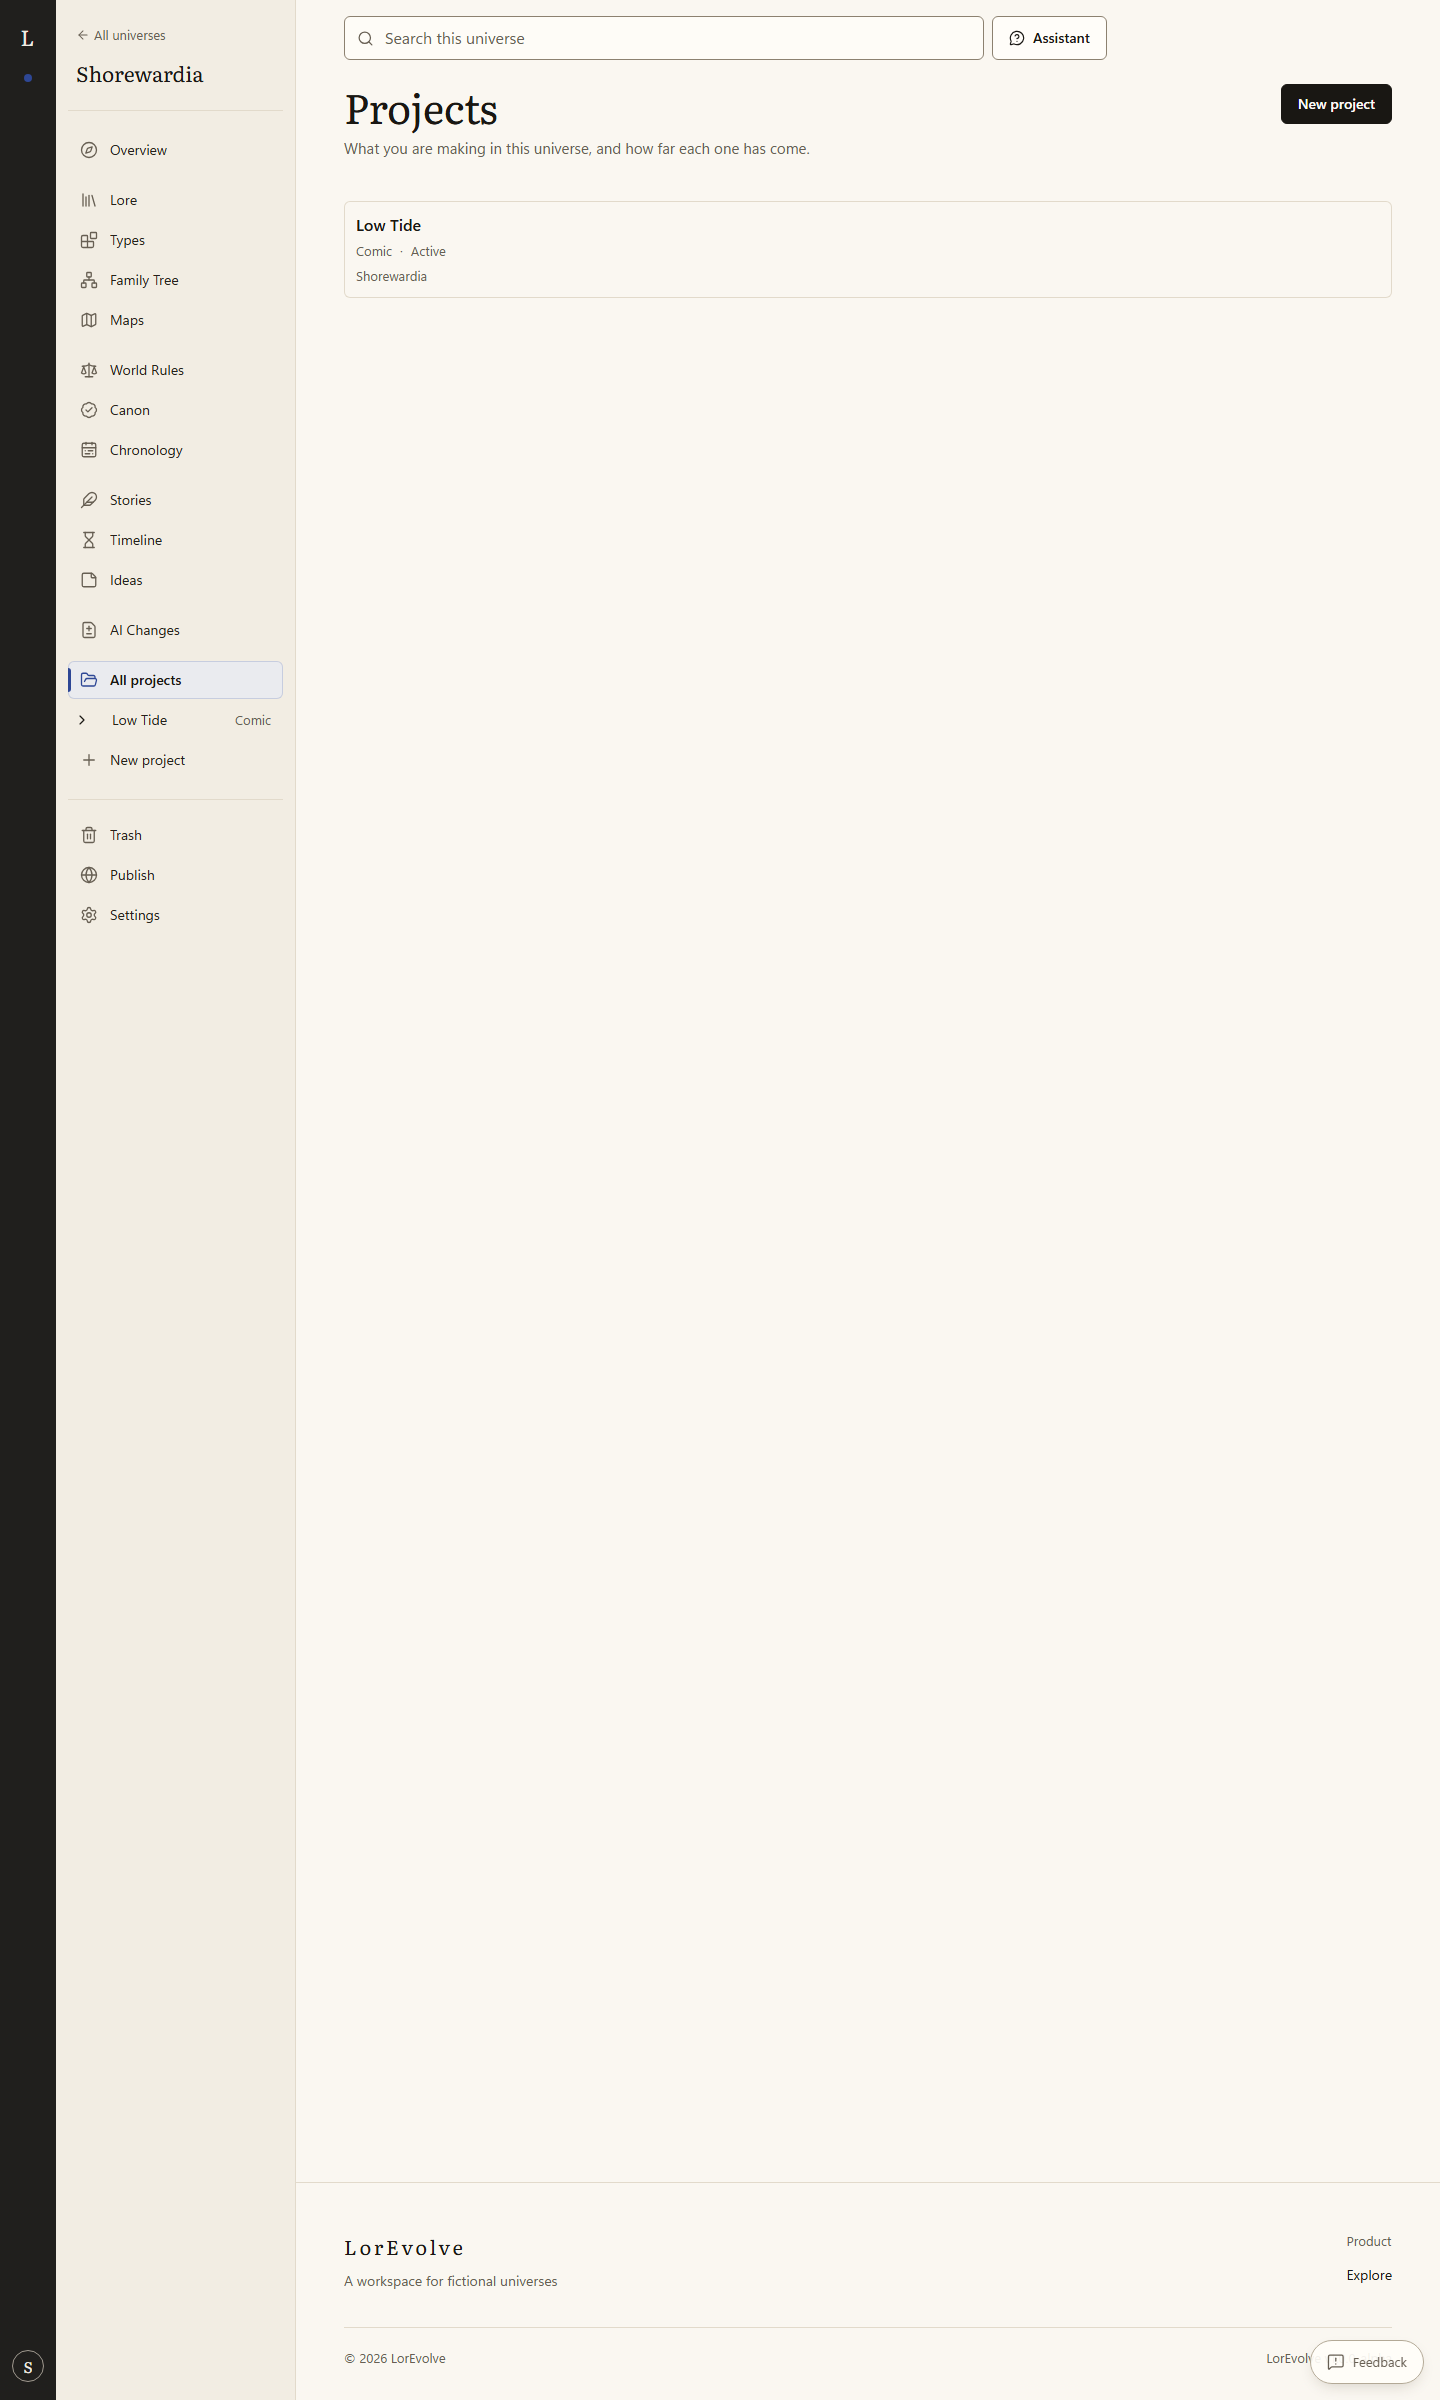 L
← All universes
Shorewardia
Overview
Lore
Types
Family Tree
Maps
World Rules
Canon
Chronology
Stories
Timeline
Ideas
AI Changes
All projects
Low Tide Comic
New project
Trash
Publish
Settings
S
Search this universe
Assistant
Projects
New project
What you are making in this universe, and how far each one has come.
Low Tide
Comic · Active
Shorewardia
LorEvolve
A workspace for fictional universes
Product
Explore
© 2026 LorEvolve
Feedback